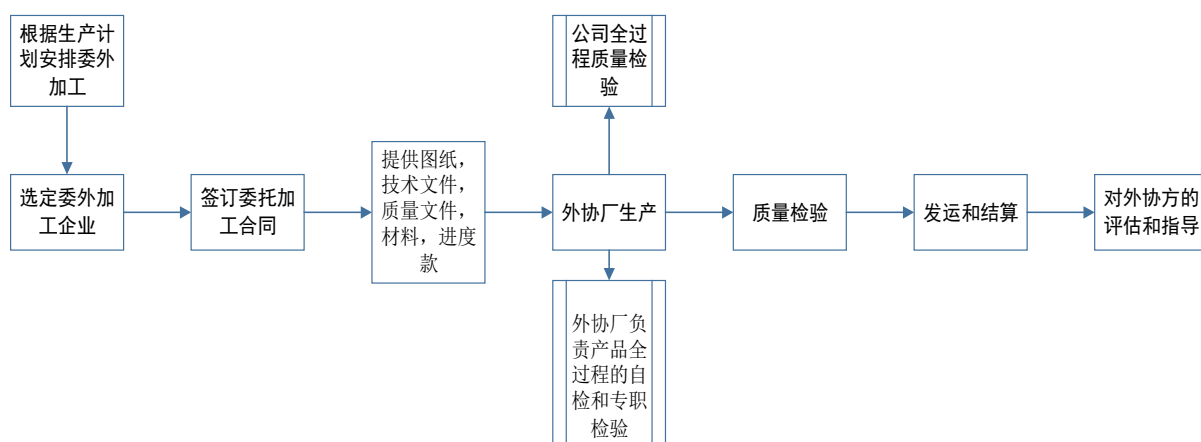 根据生产计
划安排委外
加工
公司全过
程质量检
验
选定委外加
工企业
签订委托加
工合同
提供图纸，
技术文件，
质量文件，
材料，进度
款
外协厂生产
质量检验
发运和结算
对外协方的
评估和指导
外协厂负
责产品全
过程的自
检和专职
检验